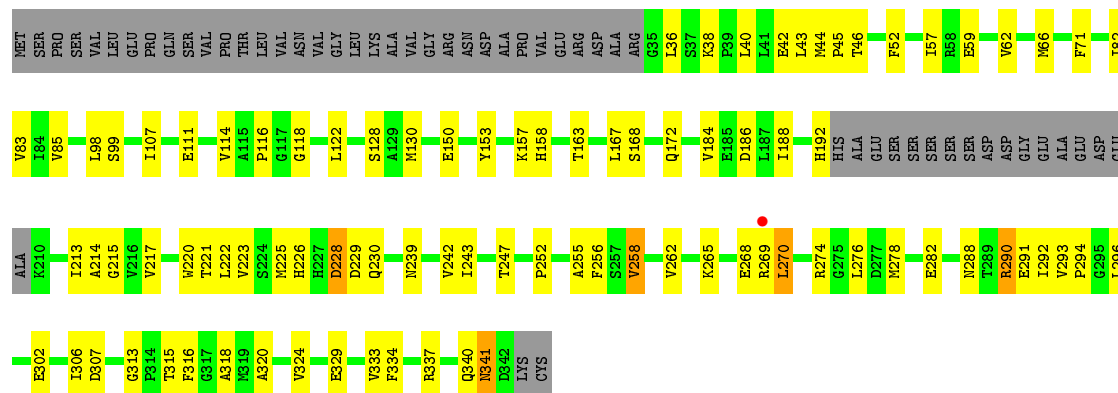 MET SER PRO SER VAL LEU GLU PRO GLN SER VAL PRO THR LEU VAL ASN VAL GLY LEU LYS ALA VAL GLY ARG ASN ASP ALA PRO VAL GLU ARG ASP ALA ARG G35 L36 S37 K38 P39 L40 L41 E42 L43 M44 P45 T46 F52 I57 R58 E59 V62 M66 F71
V83 I84 V85 L98 S99 I107 E111 V114 A115 P116 G117 G118 L122 S128 A129 M130 E150 Y153 K157 H158 T163 L167 S168 Q172 V184 E185 D186 L187 I188 H192 HIS ALA GLU SER SER SER SER SER ASP ASP GLY GLU ALA GLU ASP
ALA K210 I213 A214 G215 V216 V217 W220 T221 L222 V223 S224 M225 H226 H227 D228 D229 Q230 N239 V242 I243 T247 P252 A255 F256 S257 V258 V262 K265 E268 R269 L270 R274 G275 L276 D277 M278 E282 N288 T289 R290 E291 I292 V293 P294 G295
E302 I306 D307 G313 P314 T315 F316 G317 A318 M319 A320 V324 E329 V333 F334 R337 Q340 N341 D342 LYS CYS